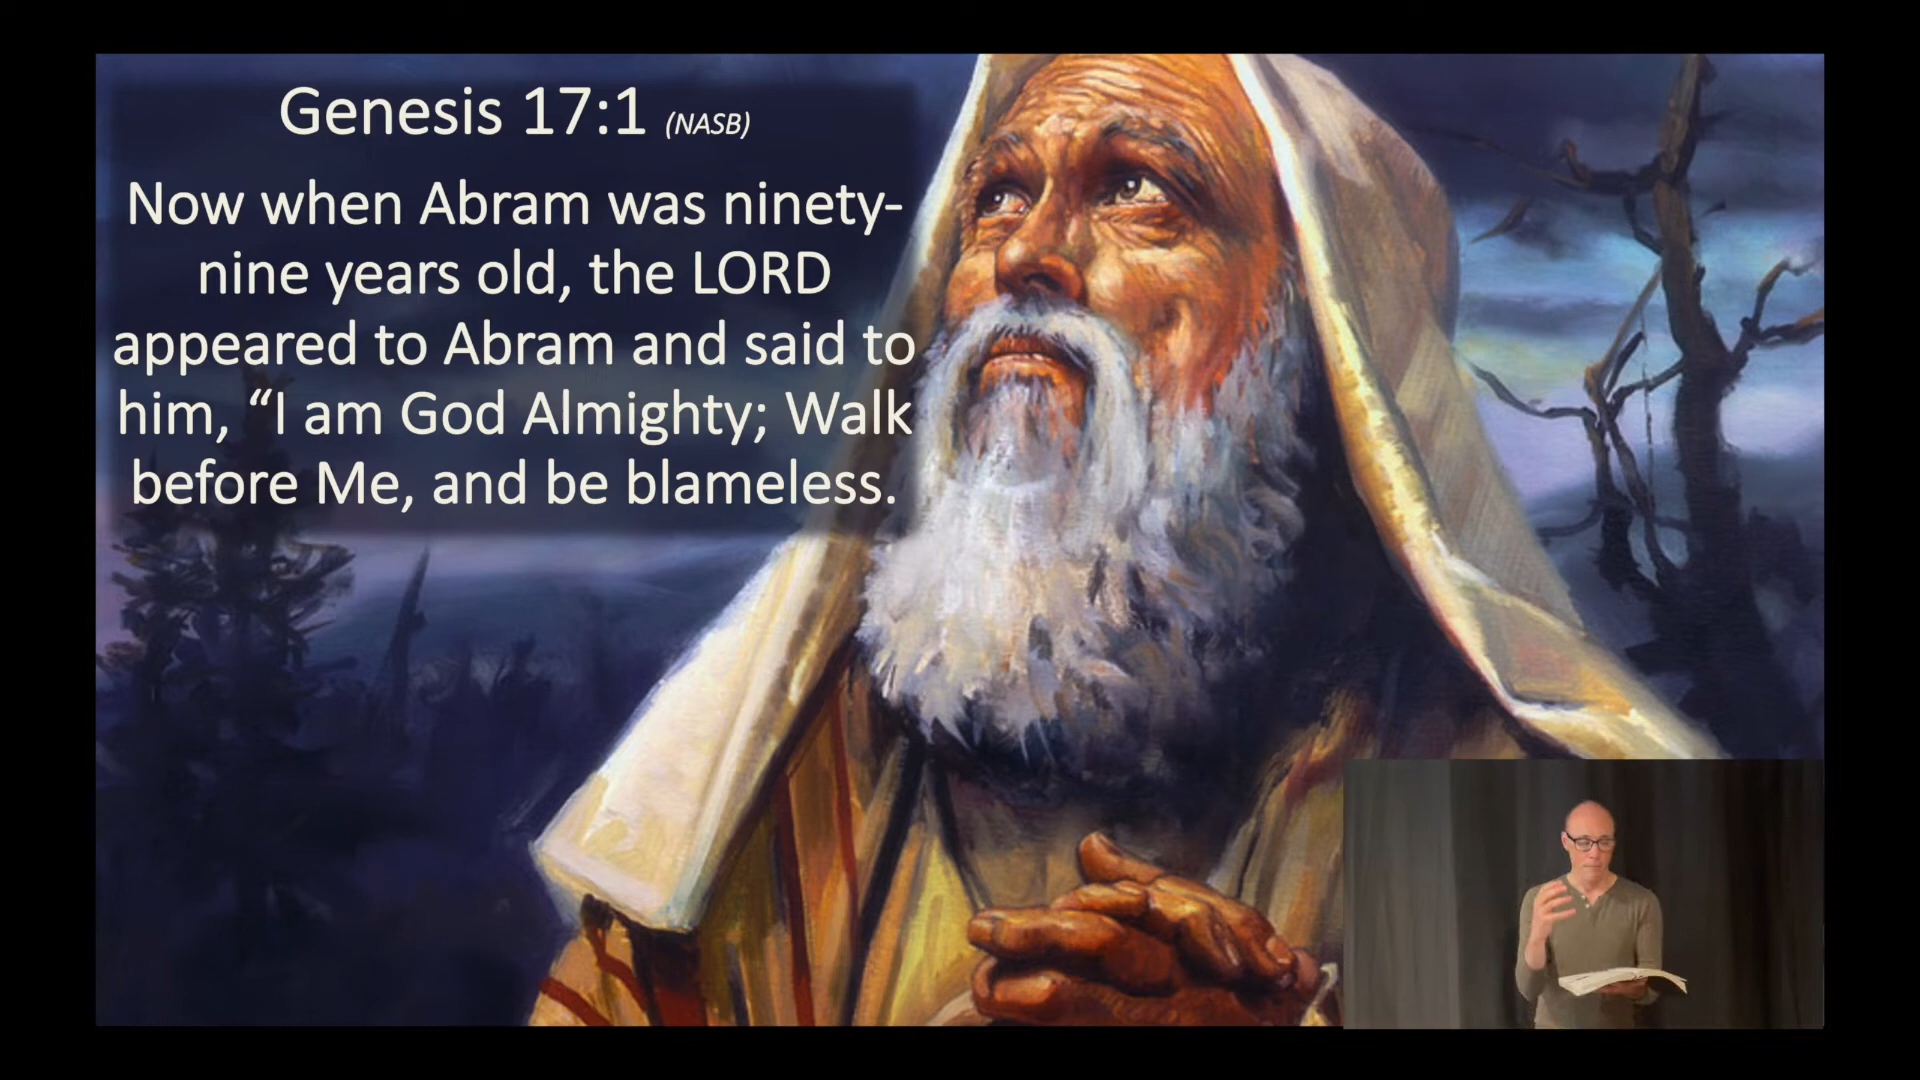 Genesis 17:1 (NASB)
Now when Abram was ninety-
nine years old, the LORD
appeared to Abram and said to
him, “I am God Almighty; Walk
before Me, and be blameless.